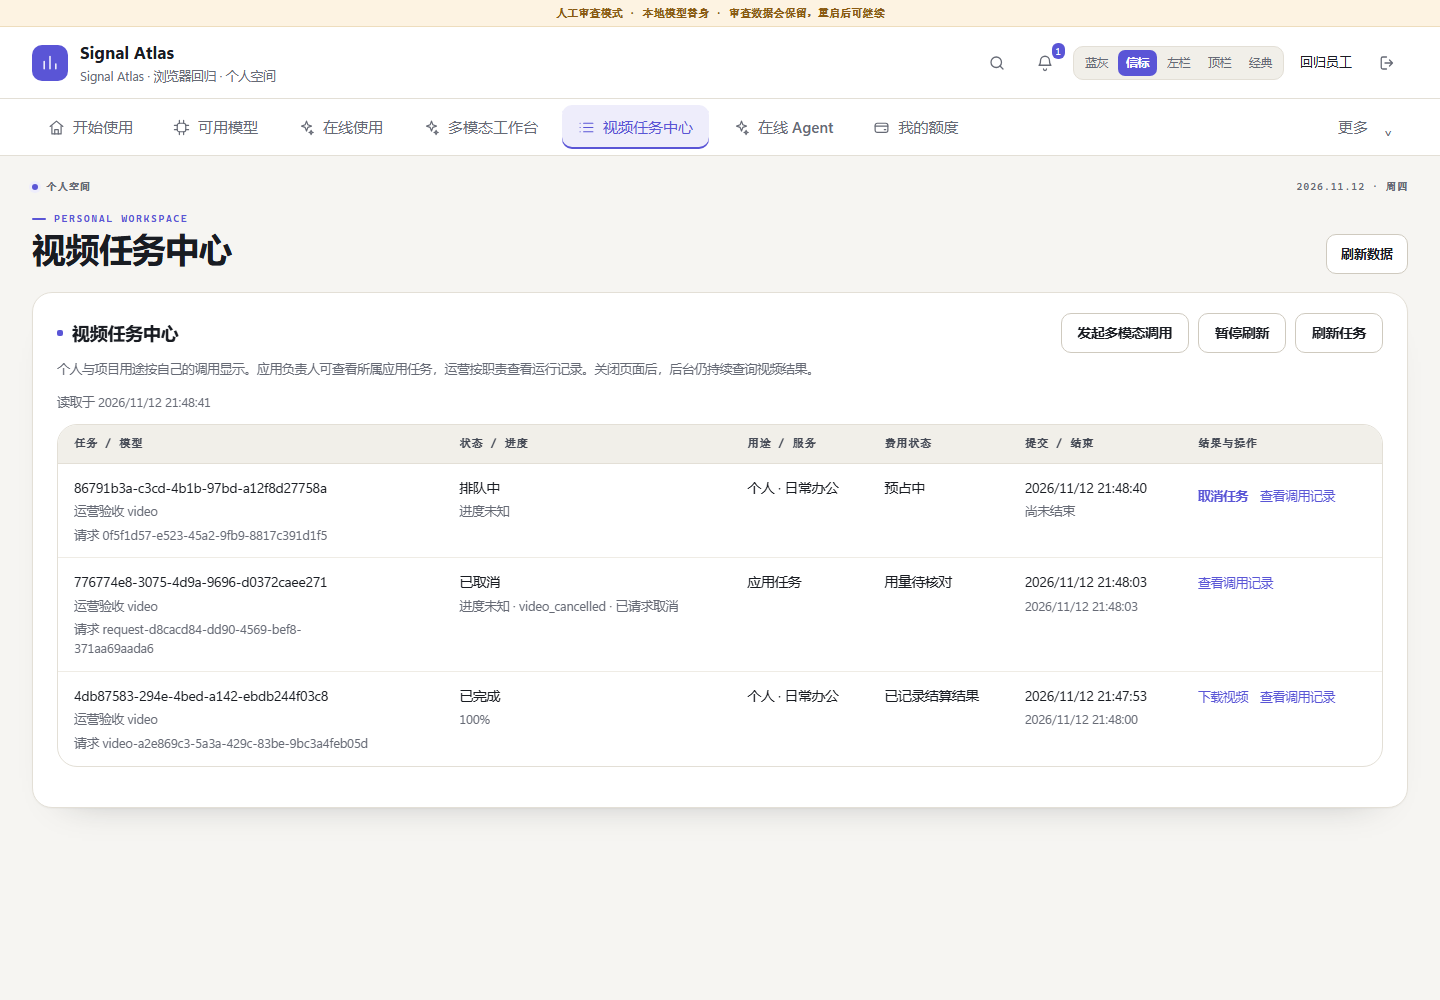 人工审查模式 · 本地模型替身 · 审查数据会保留，重启后可继续
Signal Atlas
Signal Atlas · 浏览器回归 · 个人空间
1
蓝灰 信标 左栏 顶栏 经典
回归员工
开始使用 可用模型 在线使用 多模态工作台 视频任务中心 在线 Agent 我的额度 更多
个人空间
2026.11.12 · 周四
PERSONAL WORKSPACE
视频任务中心
刷新数据
视频任务中心
发起多模态调用 暂停刷新 刷新任务
个人与项目用途按自己的调用显示。应用负责人可查看所属应用任务，运营按职责查看运行记录。关闭页面后，后台仍持续查询视频结果。
读取于 2026/11/12 21:48:41
任务 / 模型 状态 / 进度 用途 / 服务 费用状态 提交 / 结束 结果与操作
86791b3a-c3cd-4b1b-97bd-a12f8d27758a 排队中 个人 · 日常办公 预占中 2026/11/12 21:48:40 取消任务 查看调用记录
运营验收 video 进度未知 尚未结束
请求 0f5f1d57-e523-45a2-9fb9-8817c391d1f5
776774e8-3075-4d9a-9696-d0372caee271 已取消 应用任务 用量待核对 2026/11/12 21:48:03 查看调用记录
运营验收 video 进度未知 · video_cancelled · 已请求取消 2026/11/12 21:48:03
请求 request-d8cacd84-dd90-4569-bef8-
371aa69aada6
4db87583-294e-4bed-a142-ebdb244f03c8 已完成 个人 · 日常办公 已记录结算结果 2026/11/12 21:47:53 下载视频 查看调用记录
运营验收 video 100% 2026/11/12 21:48:00
请求 video-a2e869c3-5a3a-429c-83be-9bc3a4feb05d